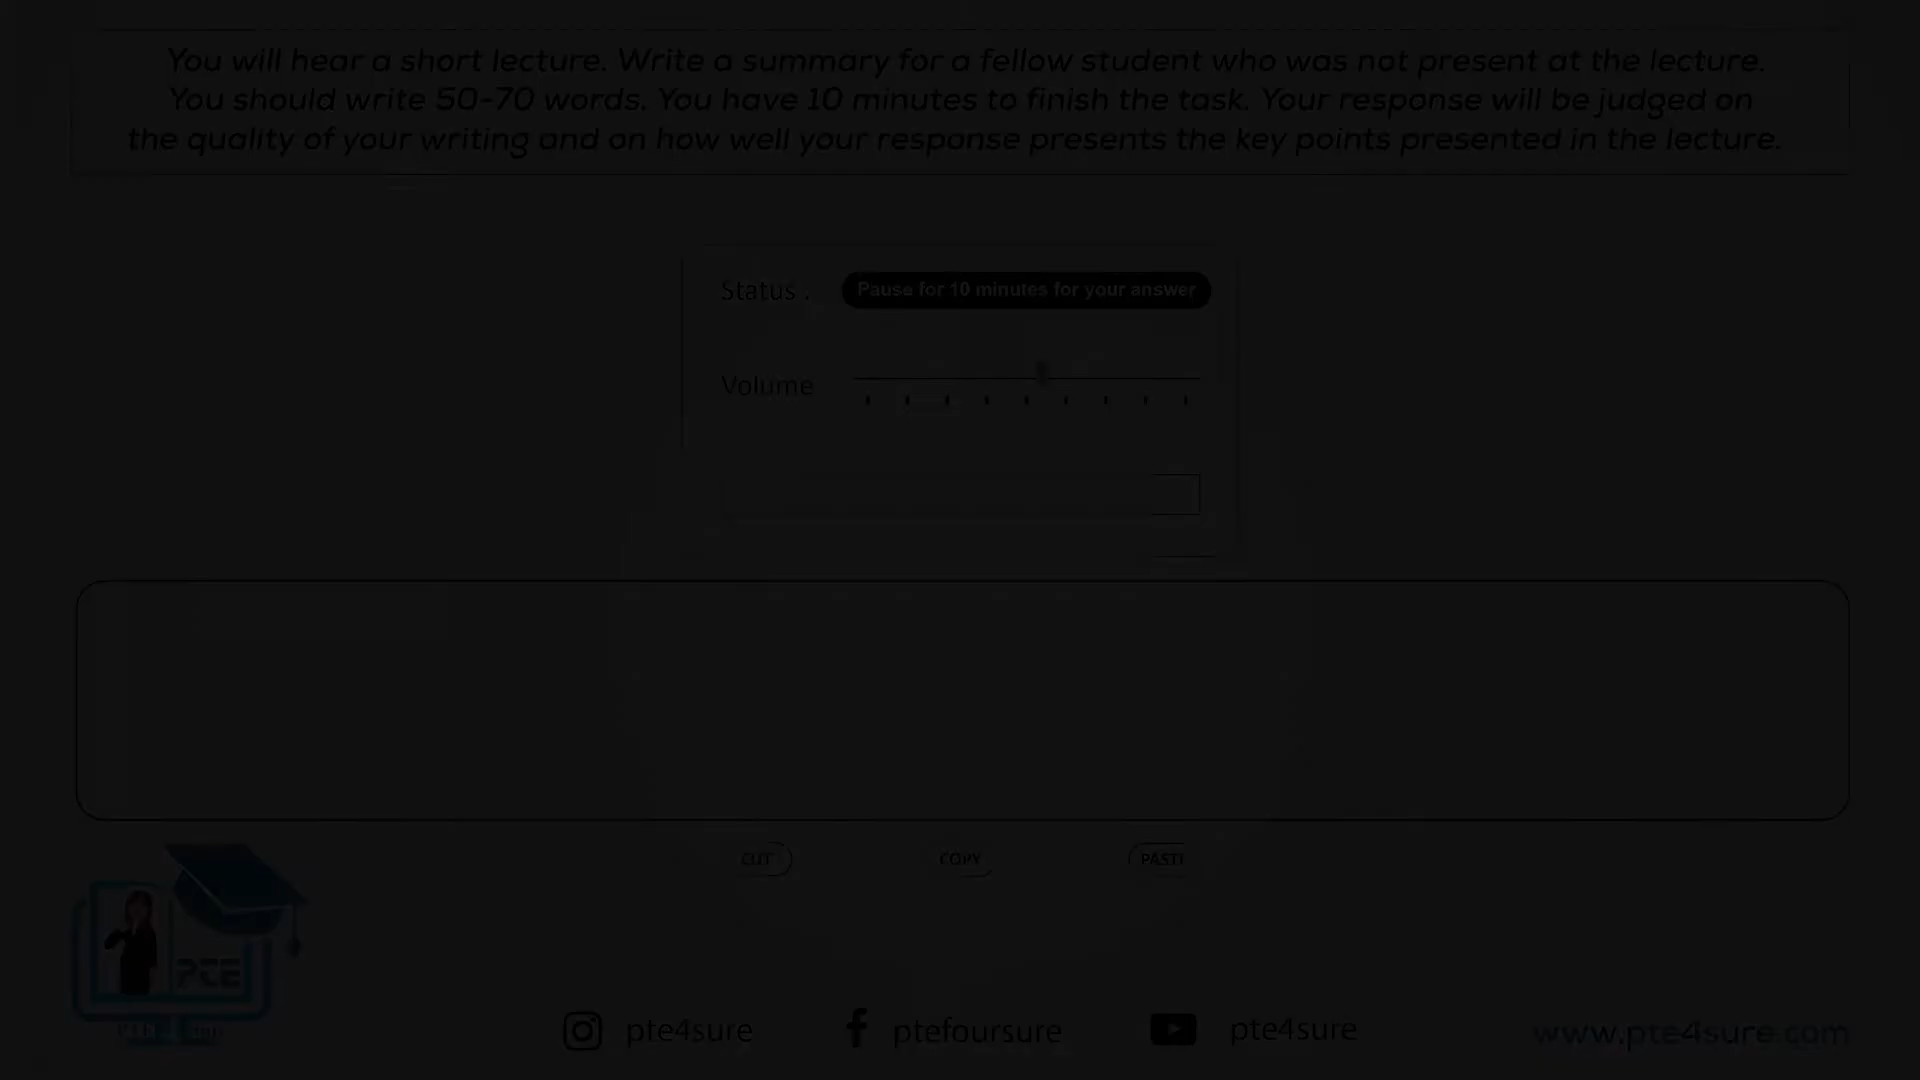 You will hear a short lecture. Write a summary for a fellow student who was not present at the lecture.
You should write 50-70 words. You have 10 minutes to finish the task. Your response will be judged on
the quality of your writing and on how well your response presents the key points presented in the lecture.
Status :
Pause for 10 minutes for your answer
Volume
CUT
COPY
PASTE
PTE
pte4sure
ptefoursure
pte4sure
www.pte4sure.com